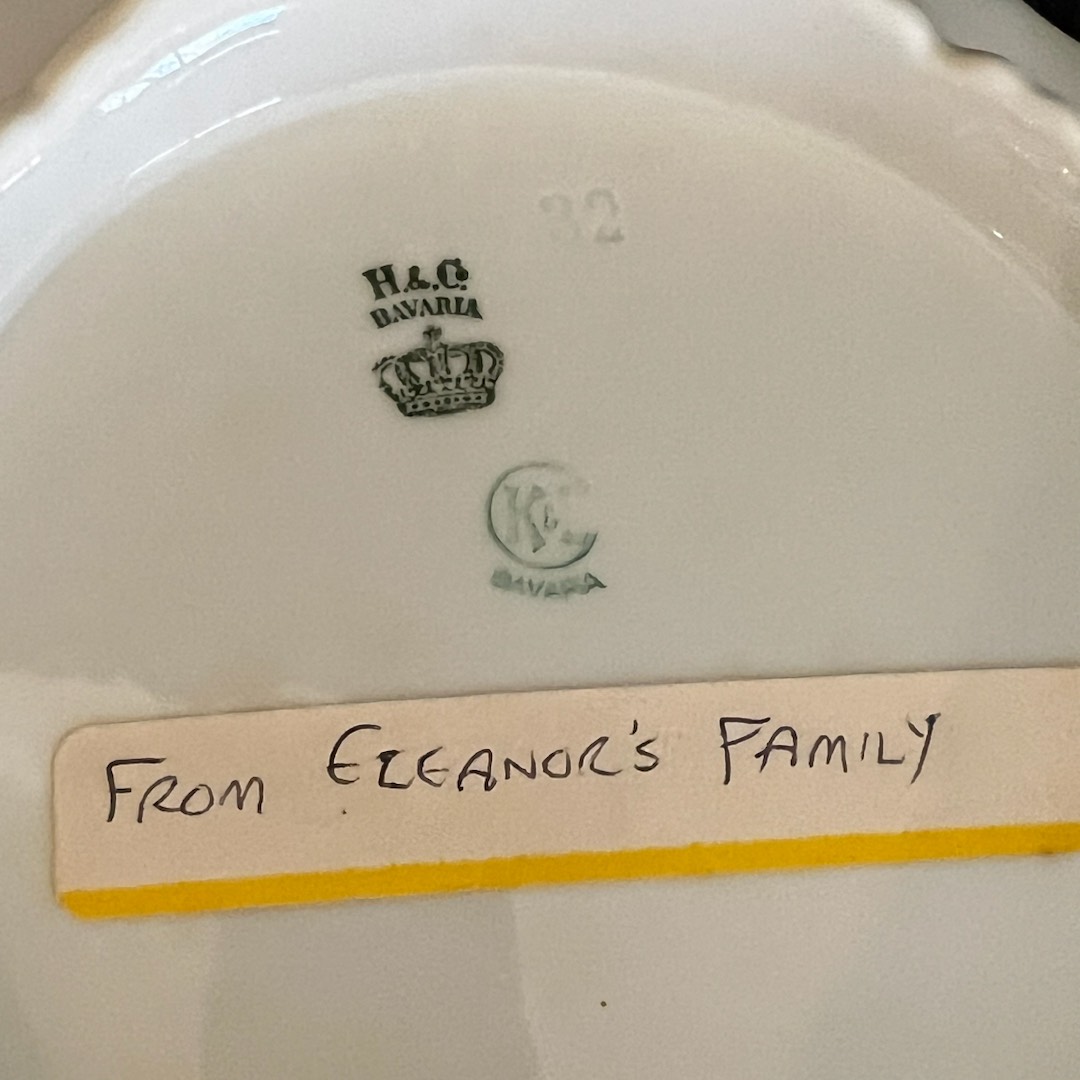 32
H.&.C.
BAVARIA
K&C
BAVARIA
FROM ELEANOR'S FAMILY